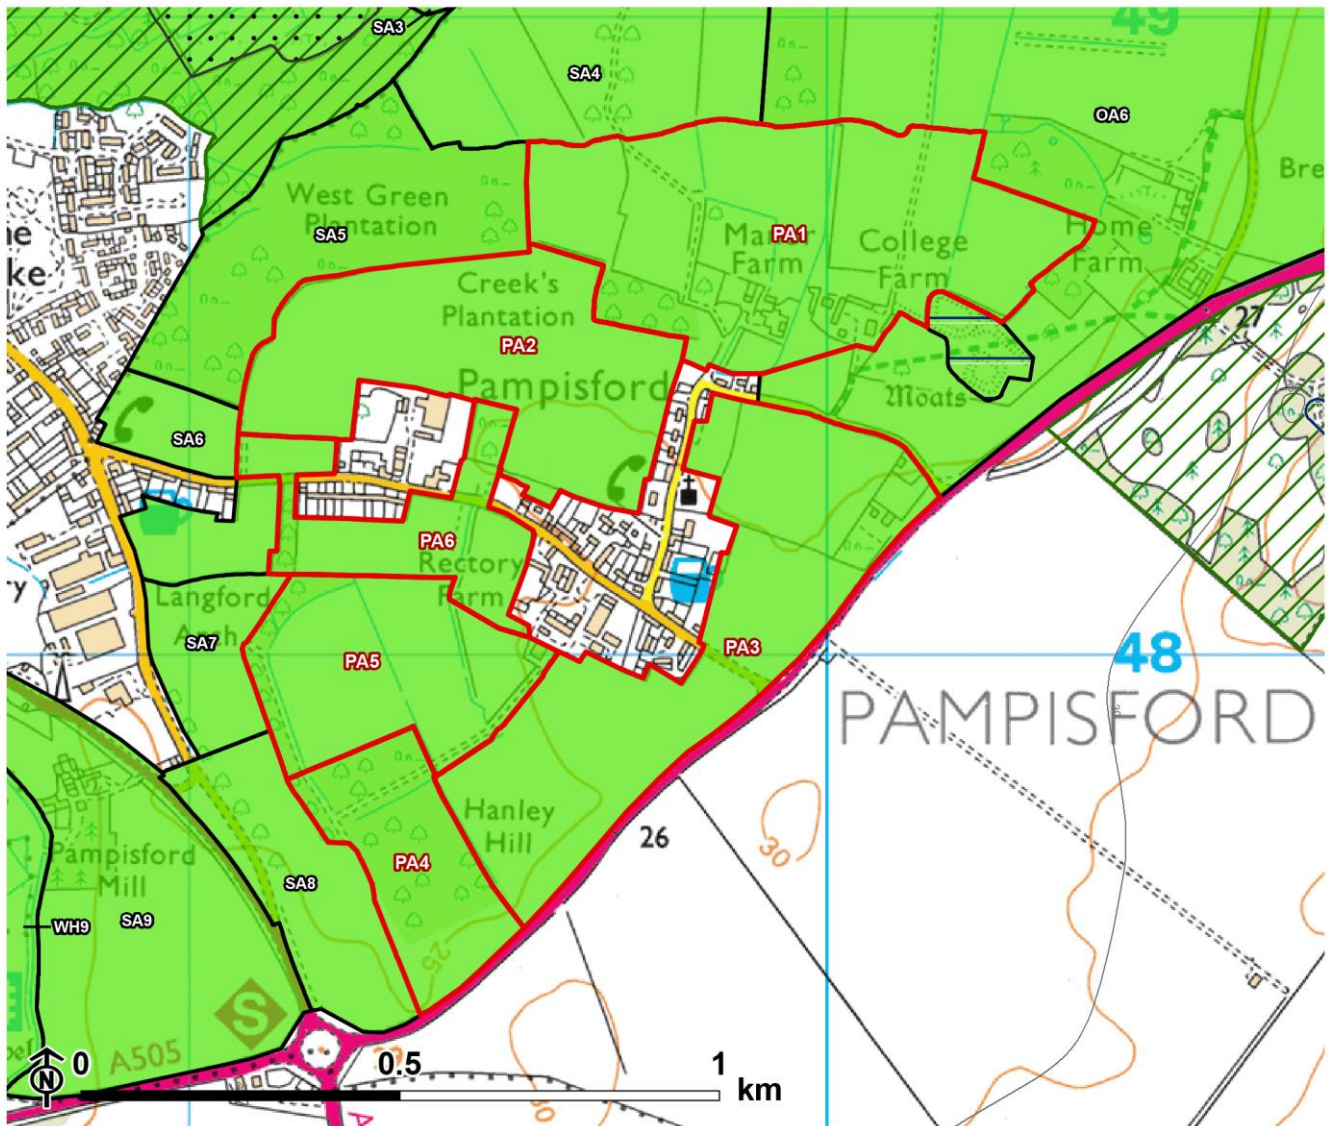 SA3
49
SA4
OA6
West Green
Plantation
SA5
Bre
PA1
Manor
Farm
College
Farm
Home
Farm
ke
Creek's
Plantation
27
PA2
Pampisford
Moats
SA6
PA6
Rectory
Farm
Langford
Arch
SA7
y
PA5
PA3
48
PAMPISFORD
Hanley
Hill
26
30
Pampisford
Mill
PA4
SA8
WH9
SA9
25
S
A505
N
0
0.5
1
km
30
A